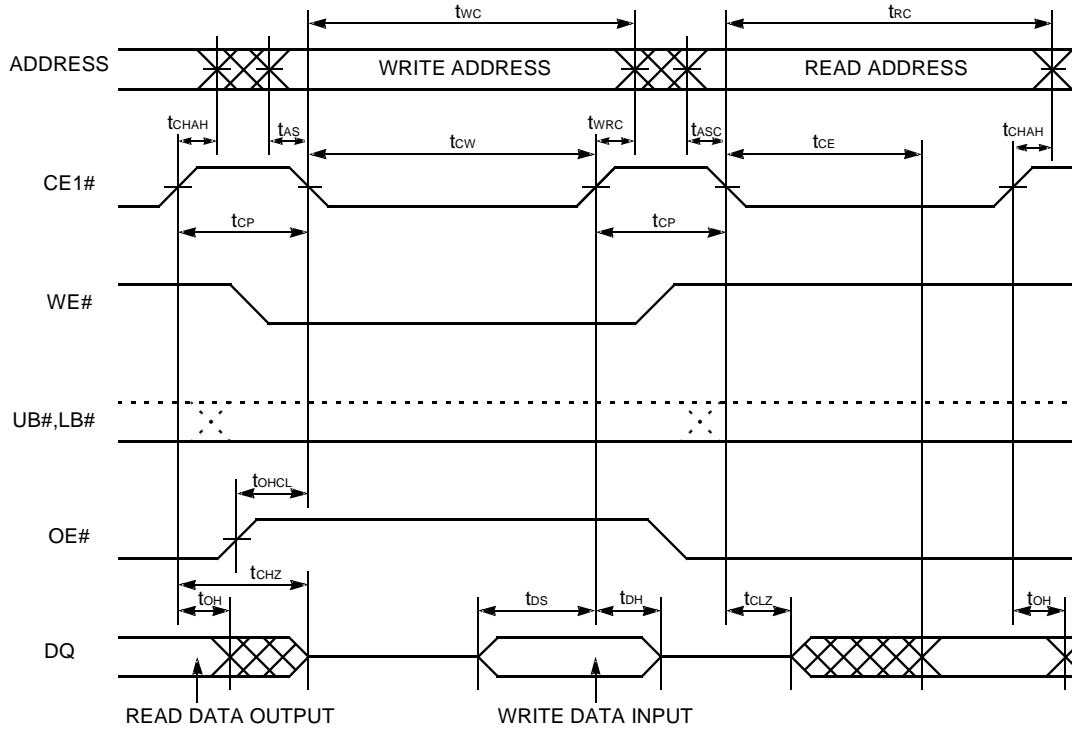 tWC
tRC
ADDRESS
WRITE ADDRESS
READ ADDRESS
tCHAH
tAS
tWRC
tASC
tCHAH
tCW
tCE
CE1#
tCP
tCP
WE#
UB#,LB#
tOHCL
OE#
tCHZ
tOH
tDS
tDH
tCLZ
tOH
DQ
READ DATA OUTPUT
WRITE DATA INPUT